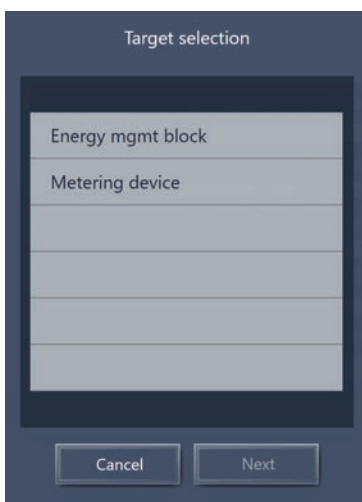 Target selection
Energy mgmt block
Metering device
Cancel
Next